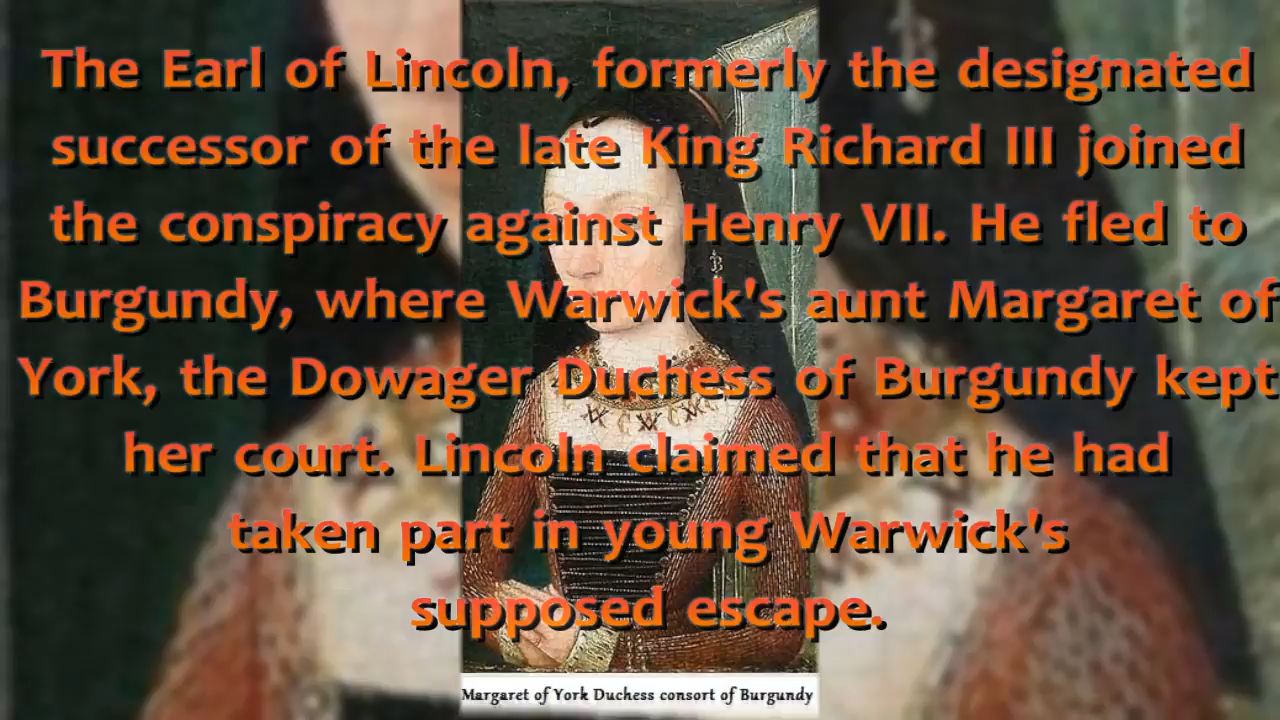 The Earl of Lincoln, formerly the designated
successor of the late King Richard III joined
the conspiracy against Henry VII. He fled to
Burgundy, where Warwick's aunt Margaret of
York, the Dowager Duchess of Burgundy kept
her court. Lincoln claimed that he had
taken part in young Warwick's
supposed escape.
Margaret of York Duchess consort of Burgundy